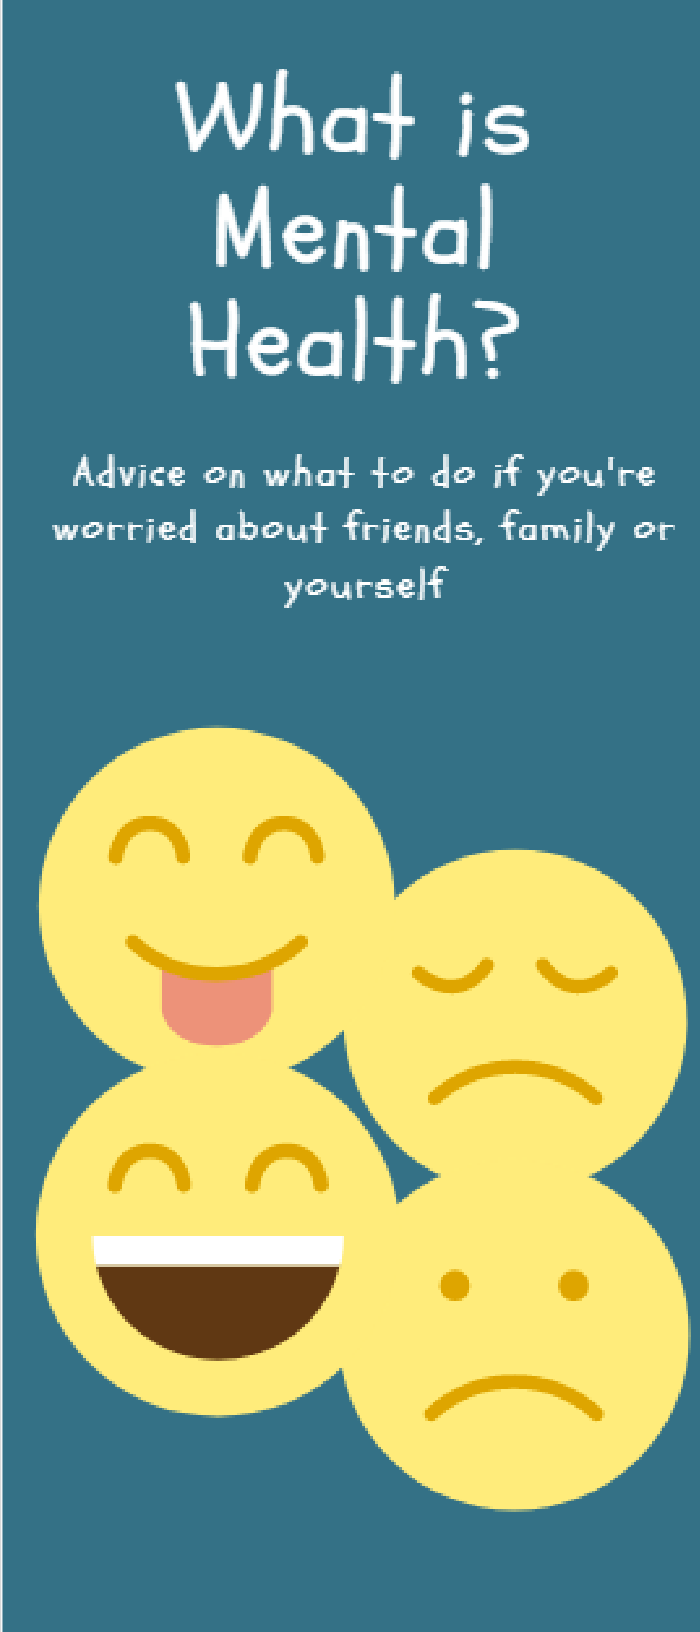 What is
Mental
Health?
Advice on what to do if you're
worried about friends, family or
yourself